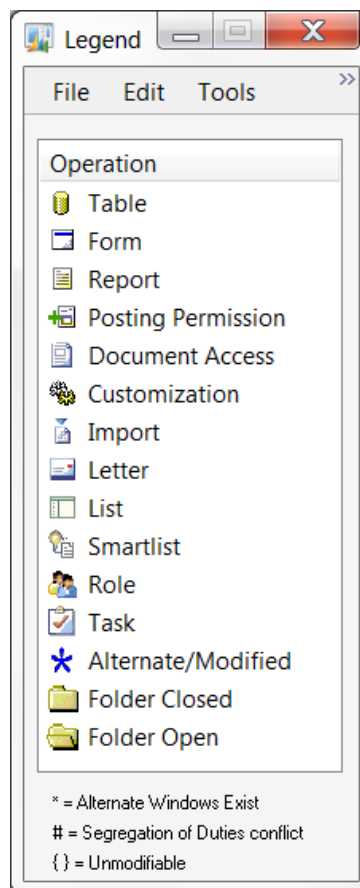 Legend
File Edit Tools
Operation
Table
Form
Report
Posting Permission
Document Access
Customization
Import
Letter
List
Smartlist
Role
Task
Alternate/Modified
Folder Closed
Folder Open
* = Alternate Windows Exist
# = Segregation of Duties conflict
{ } = Unmodifiable